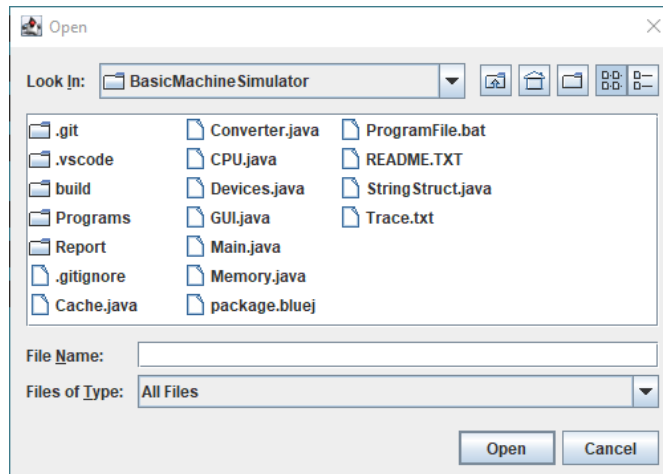 Open
Look In: BasicMachineSimulator
.git
.vscode
build
Programs
Report
.gitignore
Cache.java
Converter.java
CPU.java
Devices.java
GUI.java
Main.java
Memory.java
package.bluej
ProgramFile.bat
README.TXT
StringStruct.java
Trace.txt
File Name:
Files of Type: All Files
Open Cancel